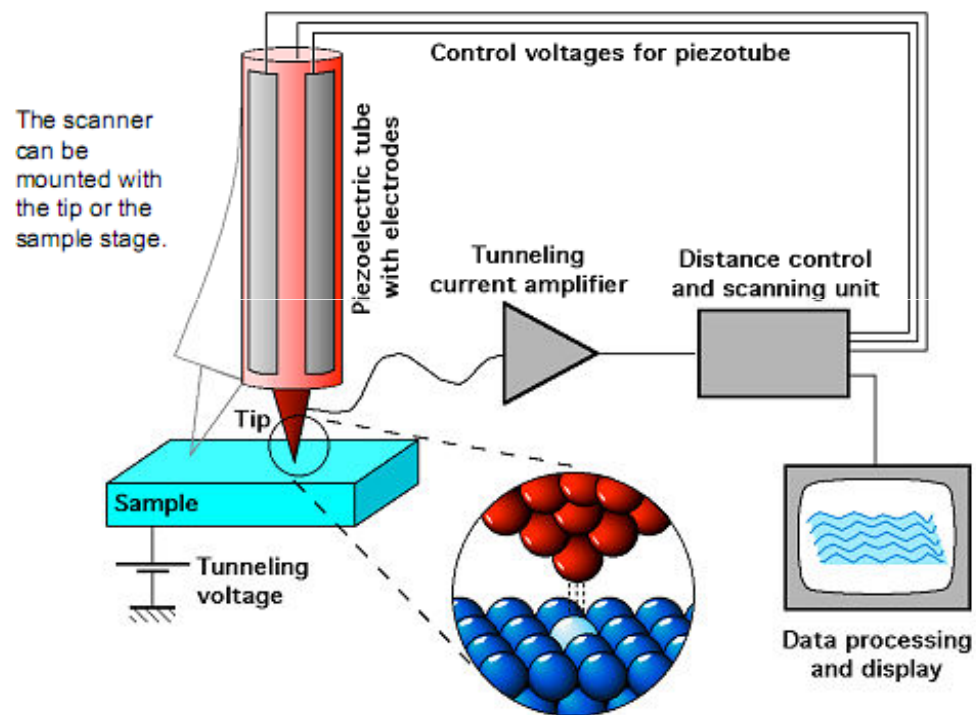 Control voltages for piezotube
The scanner
can be
mounted with
the tip or the
sample stage.
Piezoelectric tube
with electrodes
Tunneling
current amplifier
Distance control
and scanning unit
Tip
Sample
Tunneling
voltage
Data processing
and display